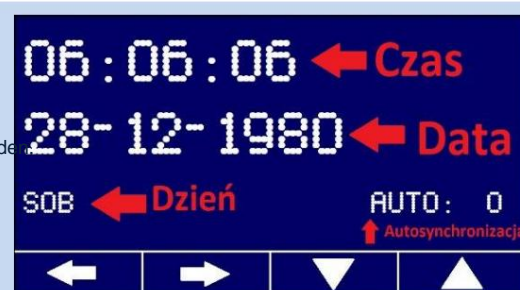 06:06:06 Czas
28-12-1980 Data
SOB Dzień AUTO: 0
Autosynchronizacja